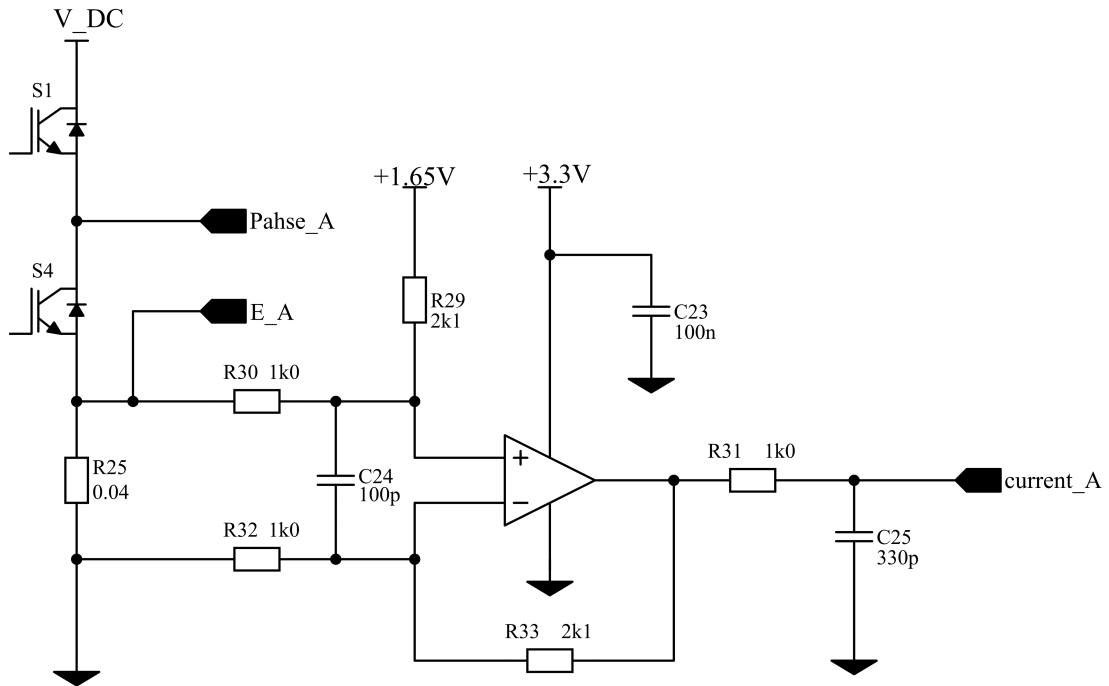 V_DC
S1
+1.65V
+3.3V
Pahse_A
S4
E_A
R29
2k1
C23
100n
R30 1k0
R25
0.04
C24
100p
+
−
R31 1k0
current_A
R32 1k0
C25
330p
R33 2k1